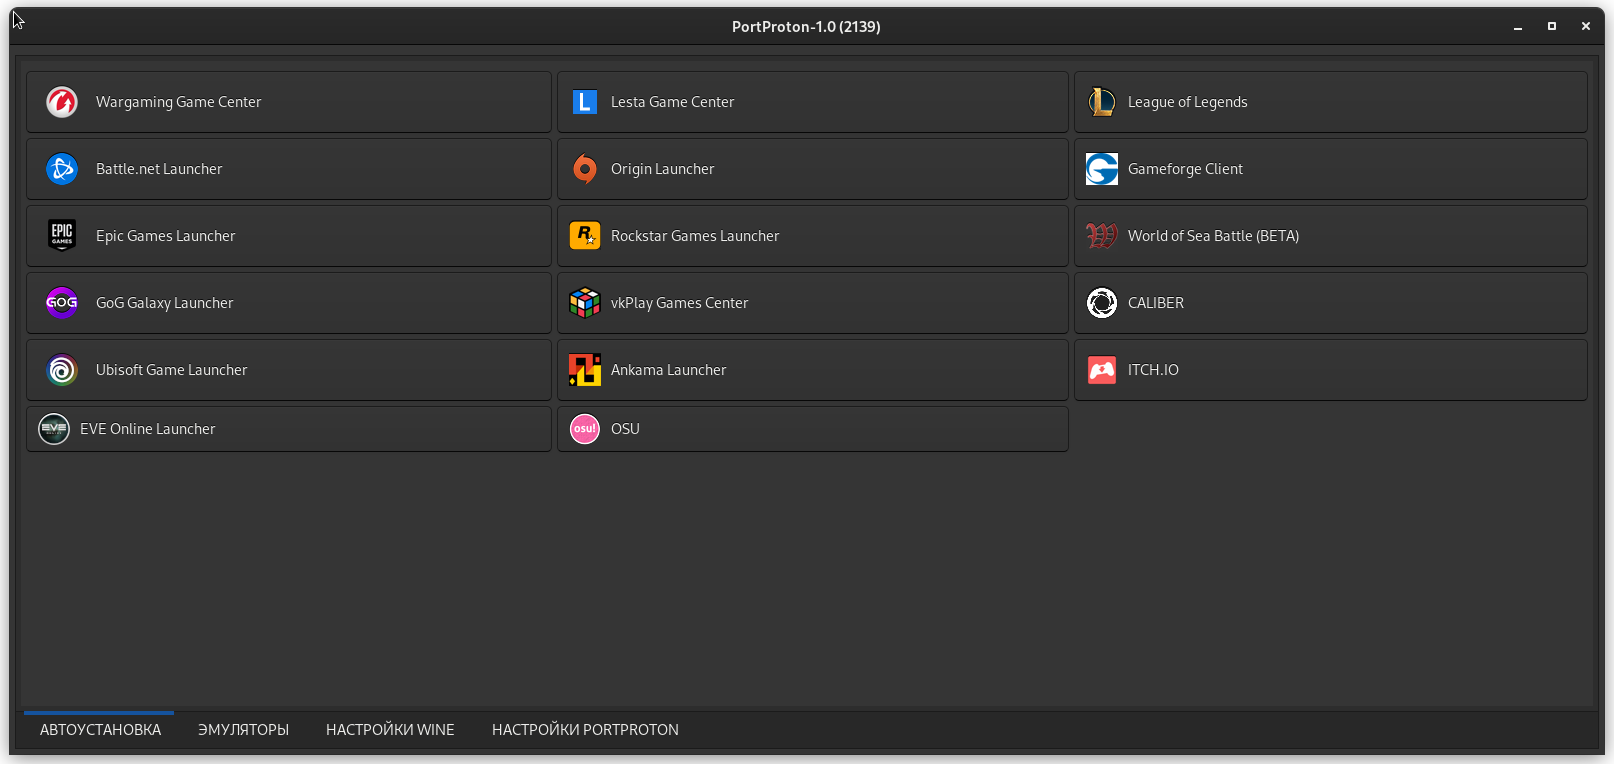 PortProton-1.0 (2139)
Wargaming Game Center
L Lesta Game Center
League of Legends
Battle.net Launcher
Origin Launcher
Gameforge Client
EPIC GAMES Epic Games Launcher
R Rockstar Games Launcher
World of Sea Battle (BETA)
GOG GoG Galaxy Launcher
vkPlay Games Center
CALIBER
Ubisoft Game Launcher
Ankama Launcher
ITCH.IO
EVE EVE Online Launcher
osu! OSU
АВТОУСТАНОВКА ЭМУЛЯТОРЫ НАСТРОЙКИ WINE НАСТРОЙКИ PORTPROTON